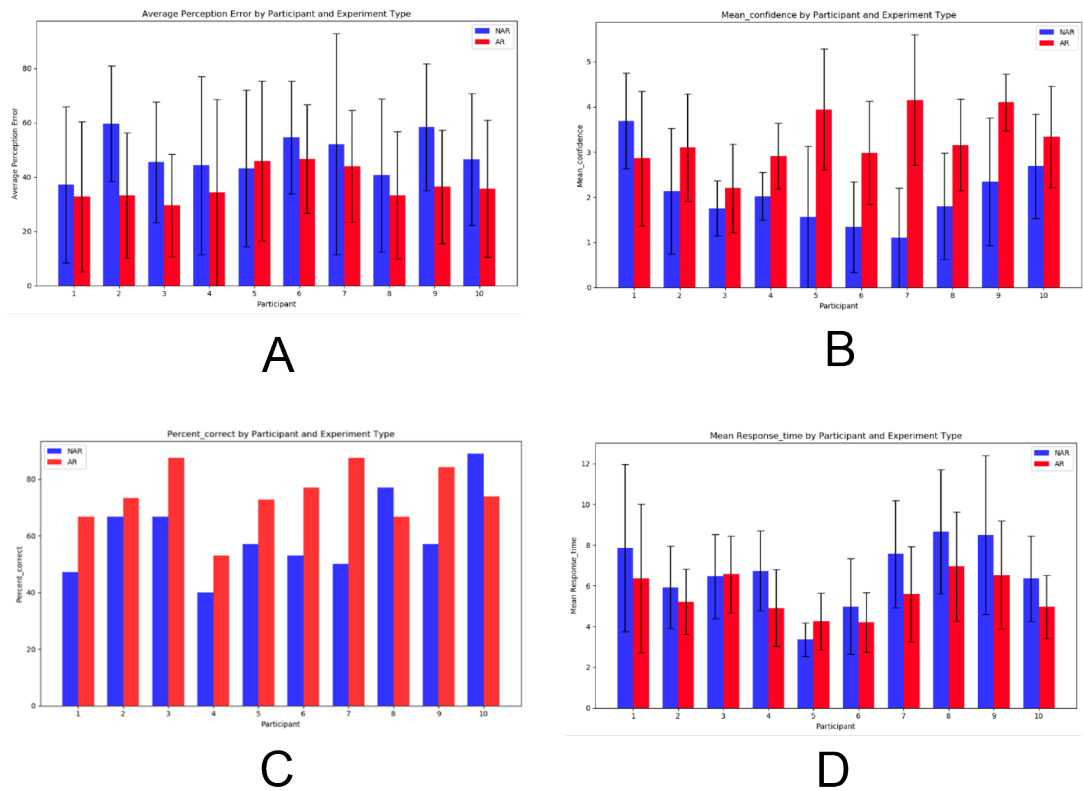 Average Perception Error by Participant and Experiment Type
NAR
AR
Average Perception Error
80
60
40
20
0
1 2 3 4 5 6 7 8 9 10
Participant
A
Mean_confidence by Participant and Experiment Type
NAR
AR
Mean_confidence
5
4
3
2
1
0
1 2 3 4 5 6 7 8 9 10
Participant
B
Percent_correct by Participant and Experiment Type
NAR
AR
Percent_correct
80
60
40
20
0
1 2 3 4 5 6 7 8 9 10
Participant
C
Mean Response_time by Participant and Experiment Type
NAR
AR
Mean Response_time
12
10
8
6
4
2
0
1 2 3 4 5 6 7 8 9 10
Participant
D